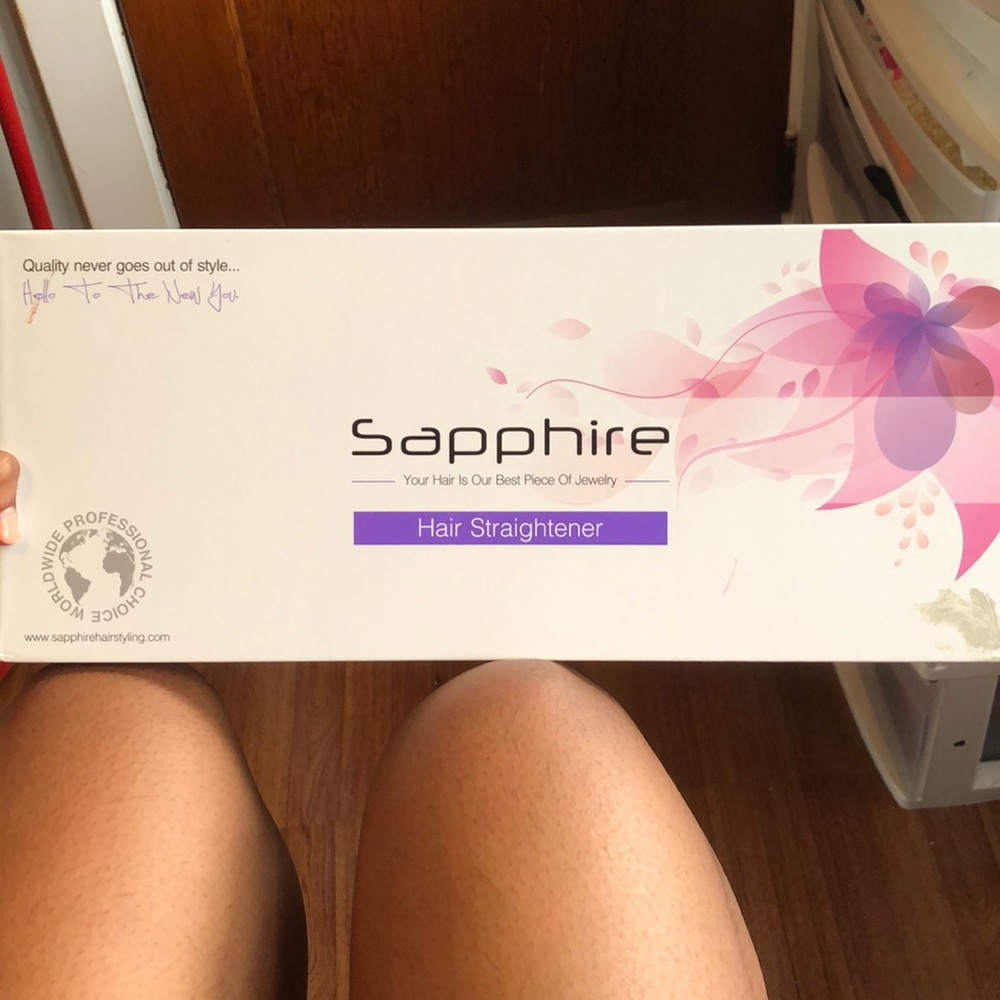 Quality never goes out of style...
Hello To The New You.
Sapphire
Your Hair Is Our Best Piece Of Jewelry
Hair Straightener
WORLDWIDE PROFESSIONAL CHOICE
www.sapphirehairstyling.com